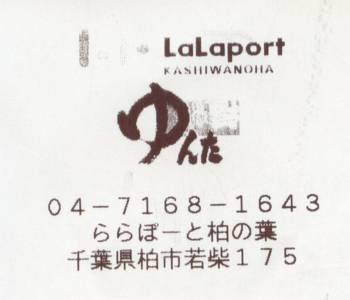 LaLaport
KASHIWANOHA
ゆんた
04-7168-1643
ららぽーと柏の葉
千葉県柏市若柴175